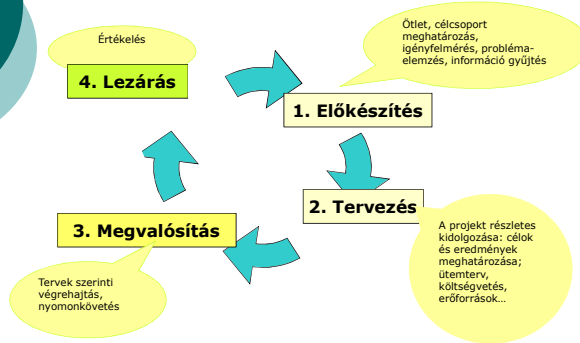 Értékelés
4. Lezárás
Ötlet, célcsoport
meghatározás,
igényfelmérés, probléma-
elemzés, információ gyűjtés
1. Előkészítés
2. Tervezés
A projekt részletes
kidolgozása: célok
és eredmények
meghatározása;
ütemterv,
költségvetés,
erőforrások…
3. Megvalósítás
Tervek szerinti
végrehajtás,
nyomonkövetés